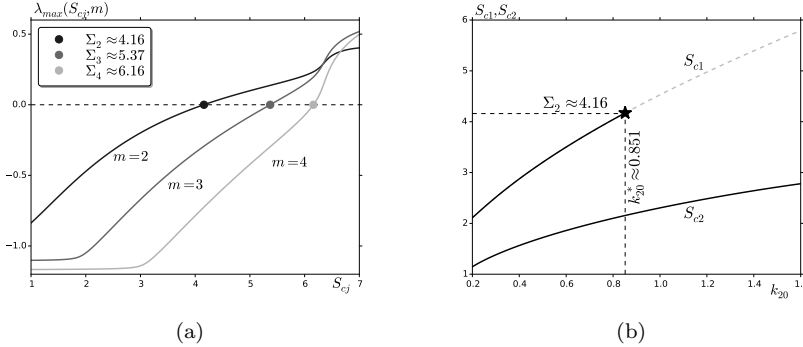 λmax(Scj,m)
Σ2 ≈4.16
Σ3 ≈5.37
Σ4 ≈6.16
0.5
0.0
−0.5
−1.0
m=2
m=3
m=4
1 2 3 4 5 6 7
Scj
(a)
Sc1,Sc2
6
5
4
3
2
1
Sc1
Σ2 ≈4.16
k*20 ≈0.851
Sc2
0.2 0.4 0.6 0.8 1.0 1.2 1.4 1.6
k20
(b)